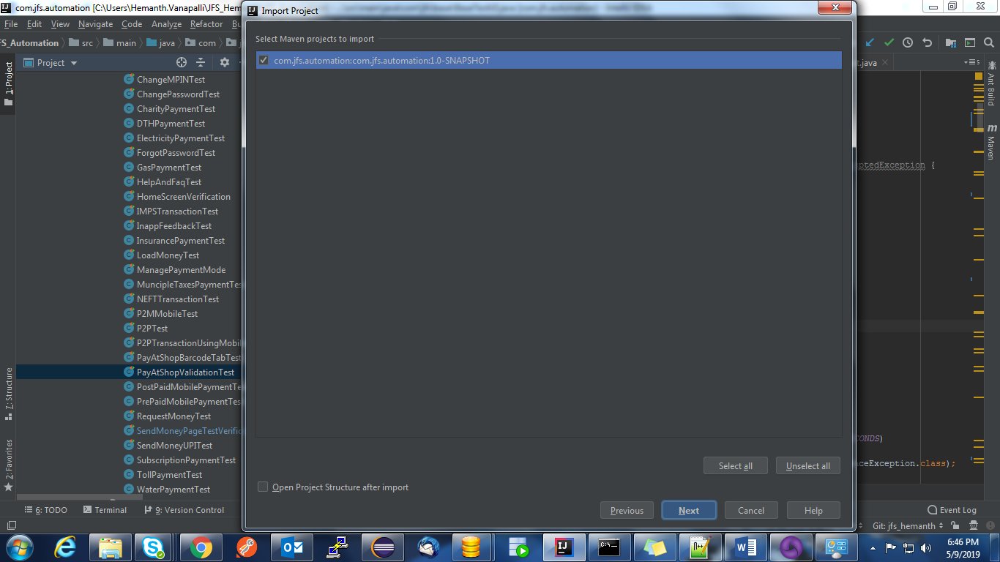 com.jfs.automation [C:\Users\Hemanth.Vanapalli\JFS_Hem
Import Project
File Edit View Navigate Code Analyze Refactor Bu
FS_Automation src main java com j
Select Maven projects to import
com.jfs.automation:com.jfs.automation:1.0-SNAPSHOT
Project
1: Project
t.java
ChangeMPINTest
ChangePasswordTest
CharityPaymentTest
DTHPaymentTest
ElectricityPaymentTest
ForgotPasswordTest
GasPaymentTest
HelpAndFaqTest
HomeScreenVerification
IMPSTransactionTest
InappFeedbackTest
InsurancePaymentTest
LoadMoneyTest
ManagePaymentMode
MuncipleTaxesPaymentTes
NEFTTransactionTest
P2MMobileTest
P2PTest
P2PTransactionUsingMobil
PayAtShopBarcodeTabTest
PayAtShopValidationTest
PostPaidMobilePaymentTe
PrePaidMobilePaymentTes
RequestMoneyTest
SendMoneyPageTestVerific
SendMoneyUPITest
SubscriptionPaymentTest
TollPaymentTest
WaterPaymentTest
7: Structure
2: Favorites
Ant Build
m
Maven
ptedException {
CONDS)
ceException.class);
Select all Unselect all
Open Project Structure after import
Previous Next Cancel Help
6: TODO Terminal 9: Version Control
Event Log
Git: jfs_hemanth
6:46 PM
5/9/2019